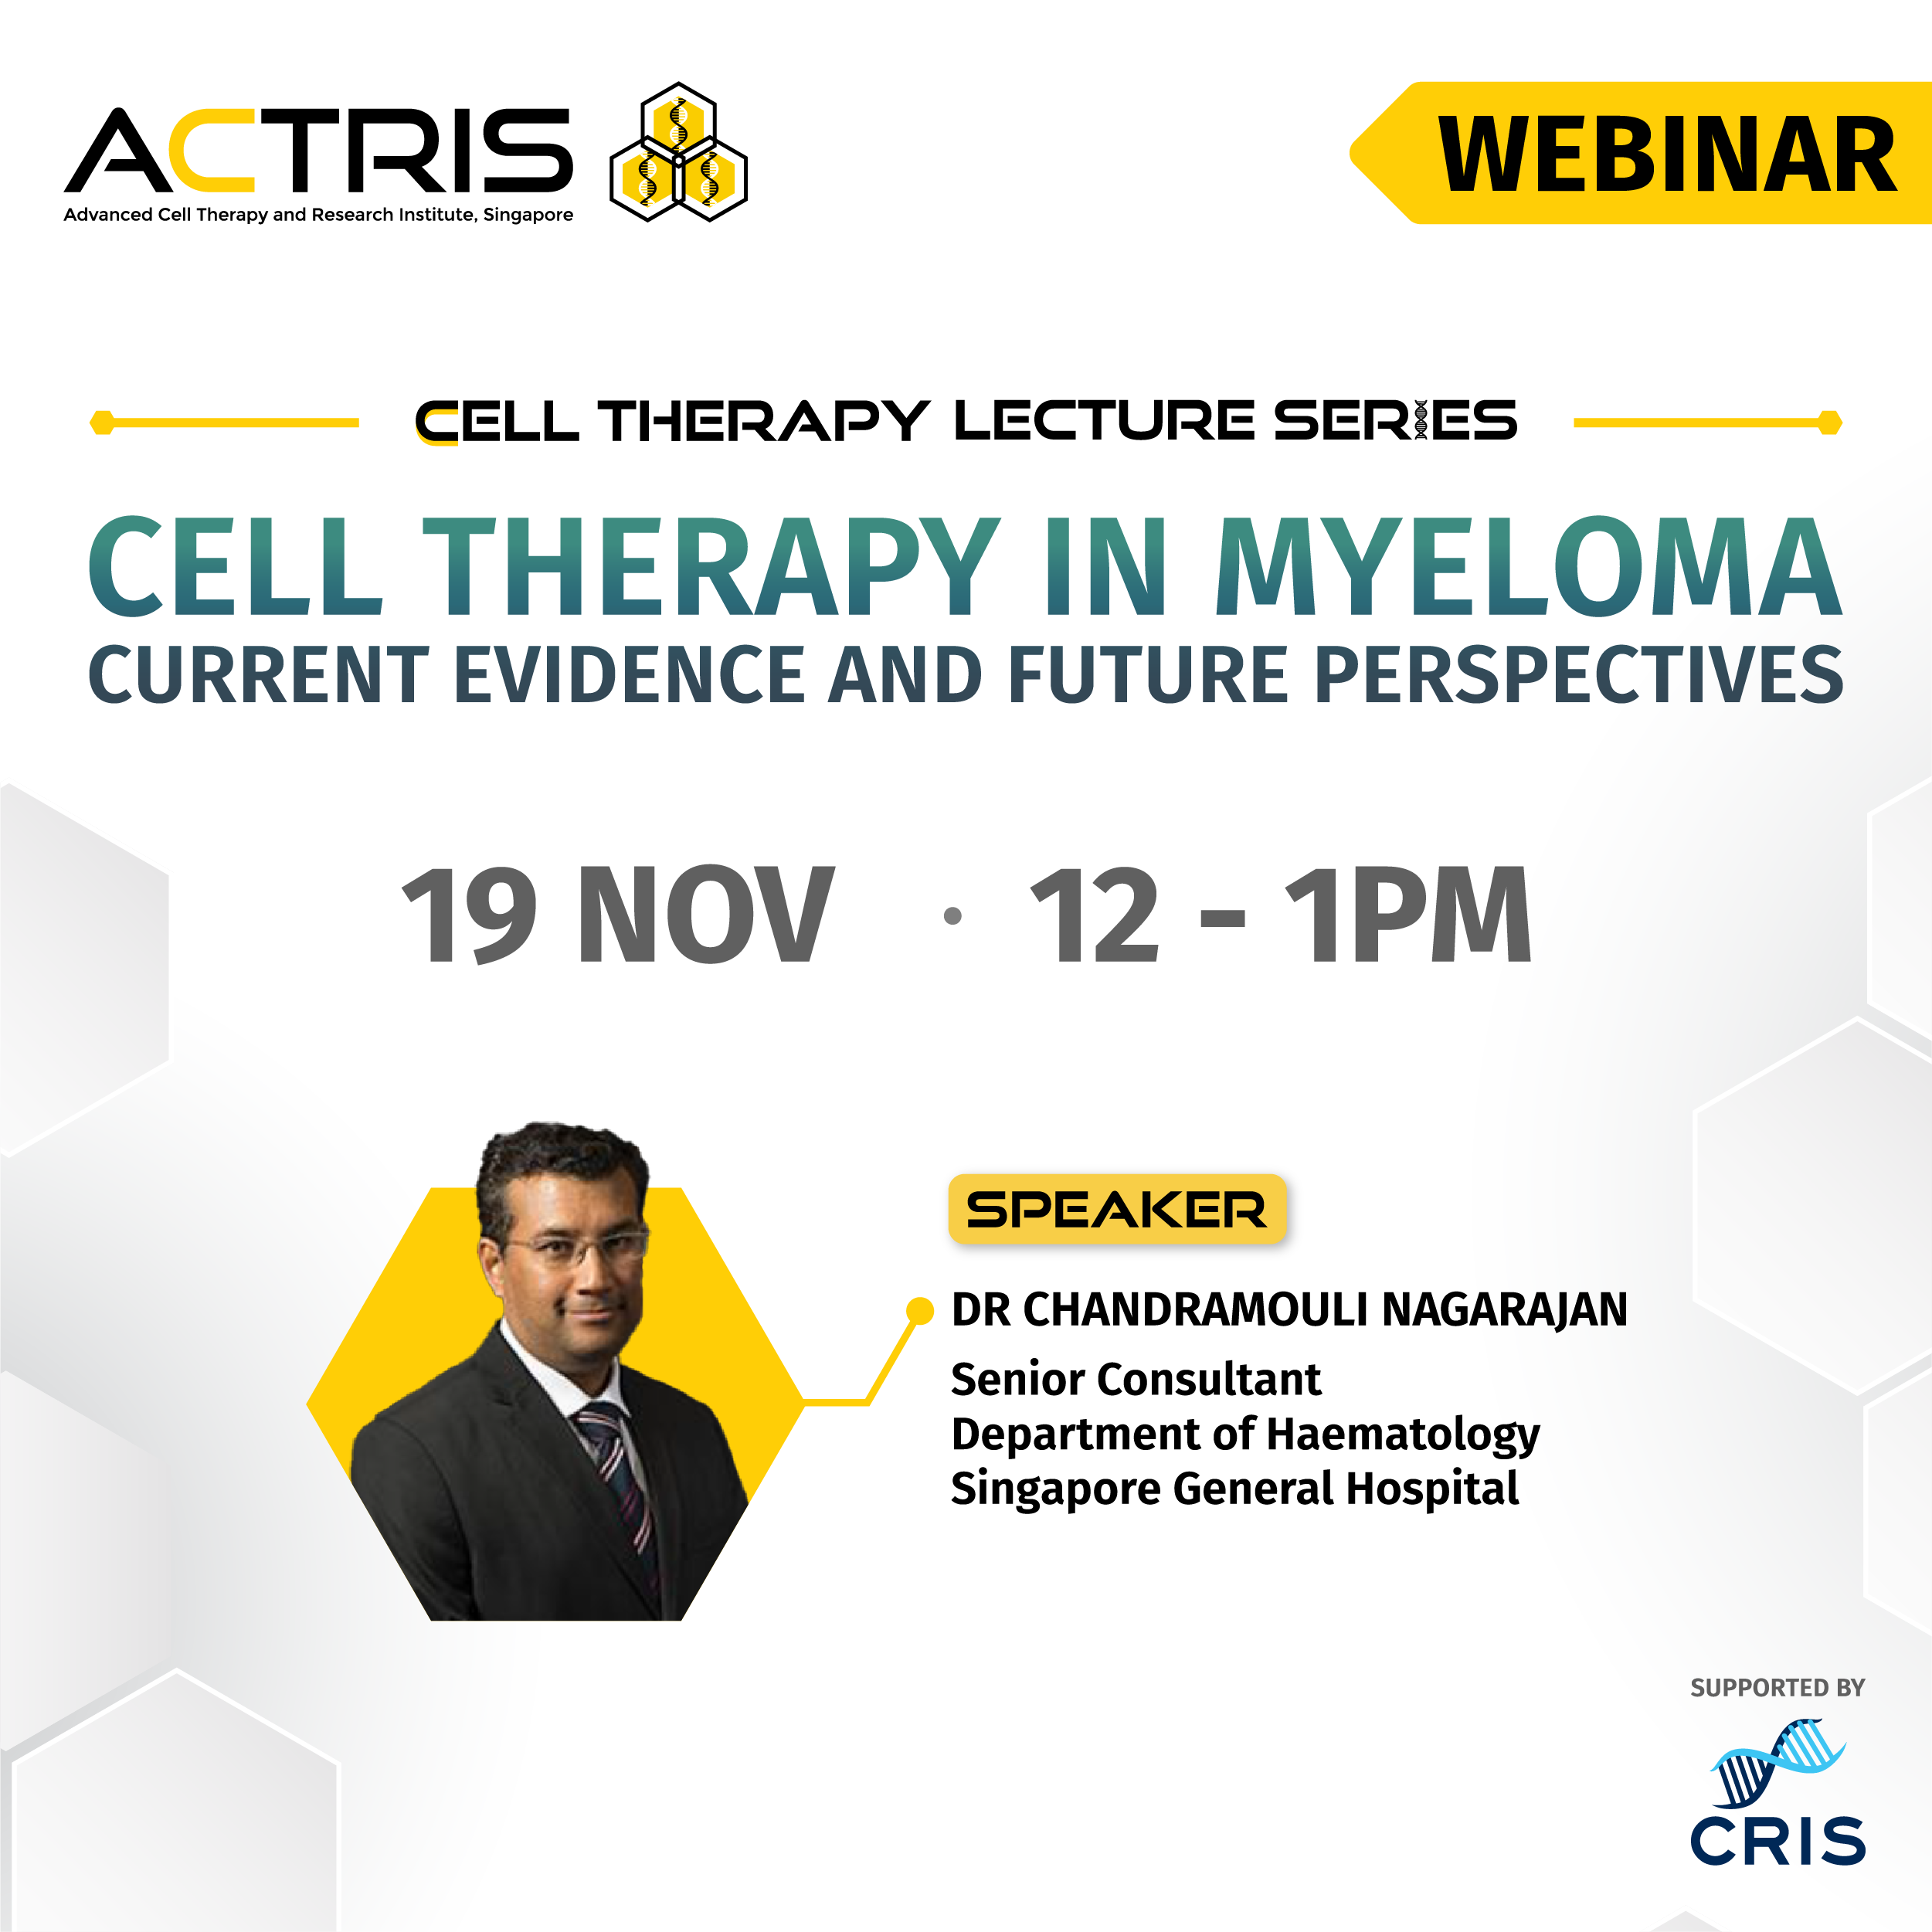 ACTRIS
Advanced Cell Therapy and Research Institute, Singapore
WEBINAR
CELL THERAPY LECTURE SERIES
CELL THERAPY IN MYELOMA
CURRENT EVIDENCE AND FUTURE PERSPECTIVES
19 NOV • 12 - 1PM
SPEAKER
DR CHANDRAMOULI NAGARAJAN
Senior Consultant
Department of Haematology
Singapore General Hospital
SUPPORTED BY
CRIS